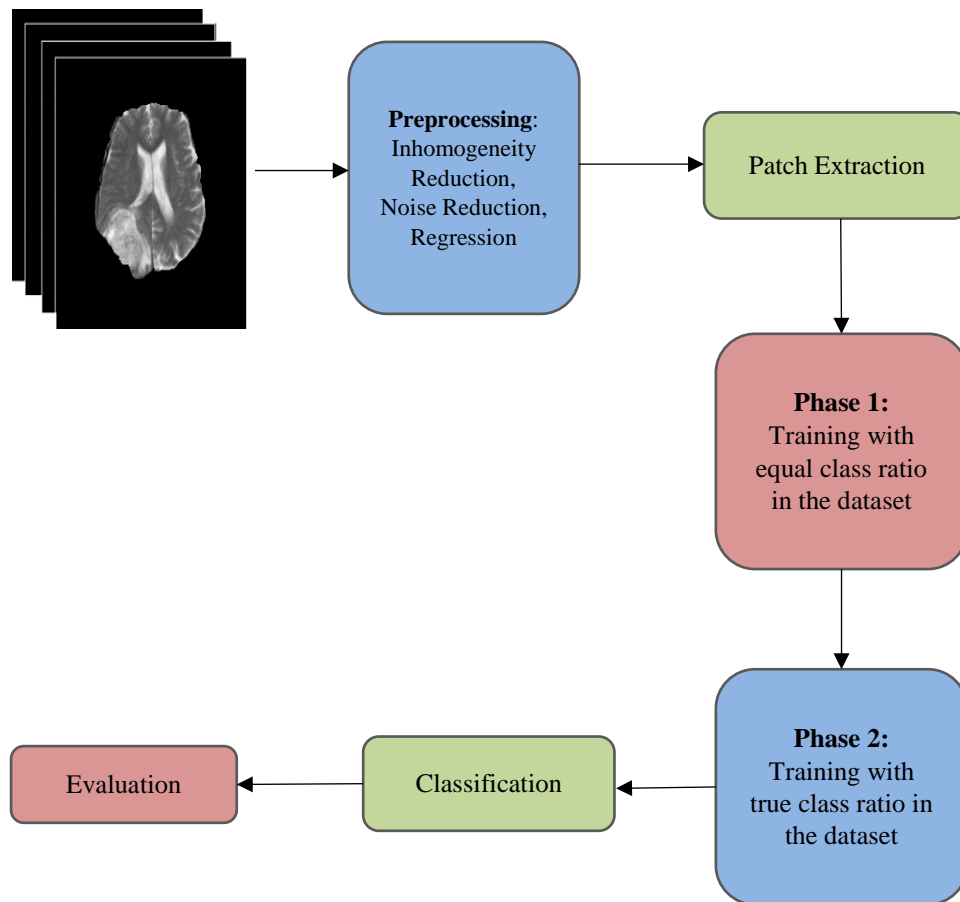 Preprocessing:
Inhomogeneity
Reduction,
Noise Reduction,
Regression
Patch Extraction
Phase 1:
Training with
equal class ratio
in the dataset
Phase 2:
Training with
true class ratio in
the dataset
Classification
Evaluation